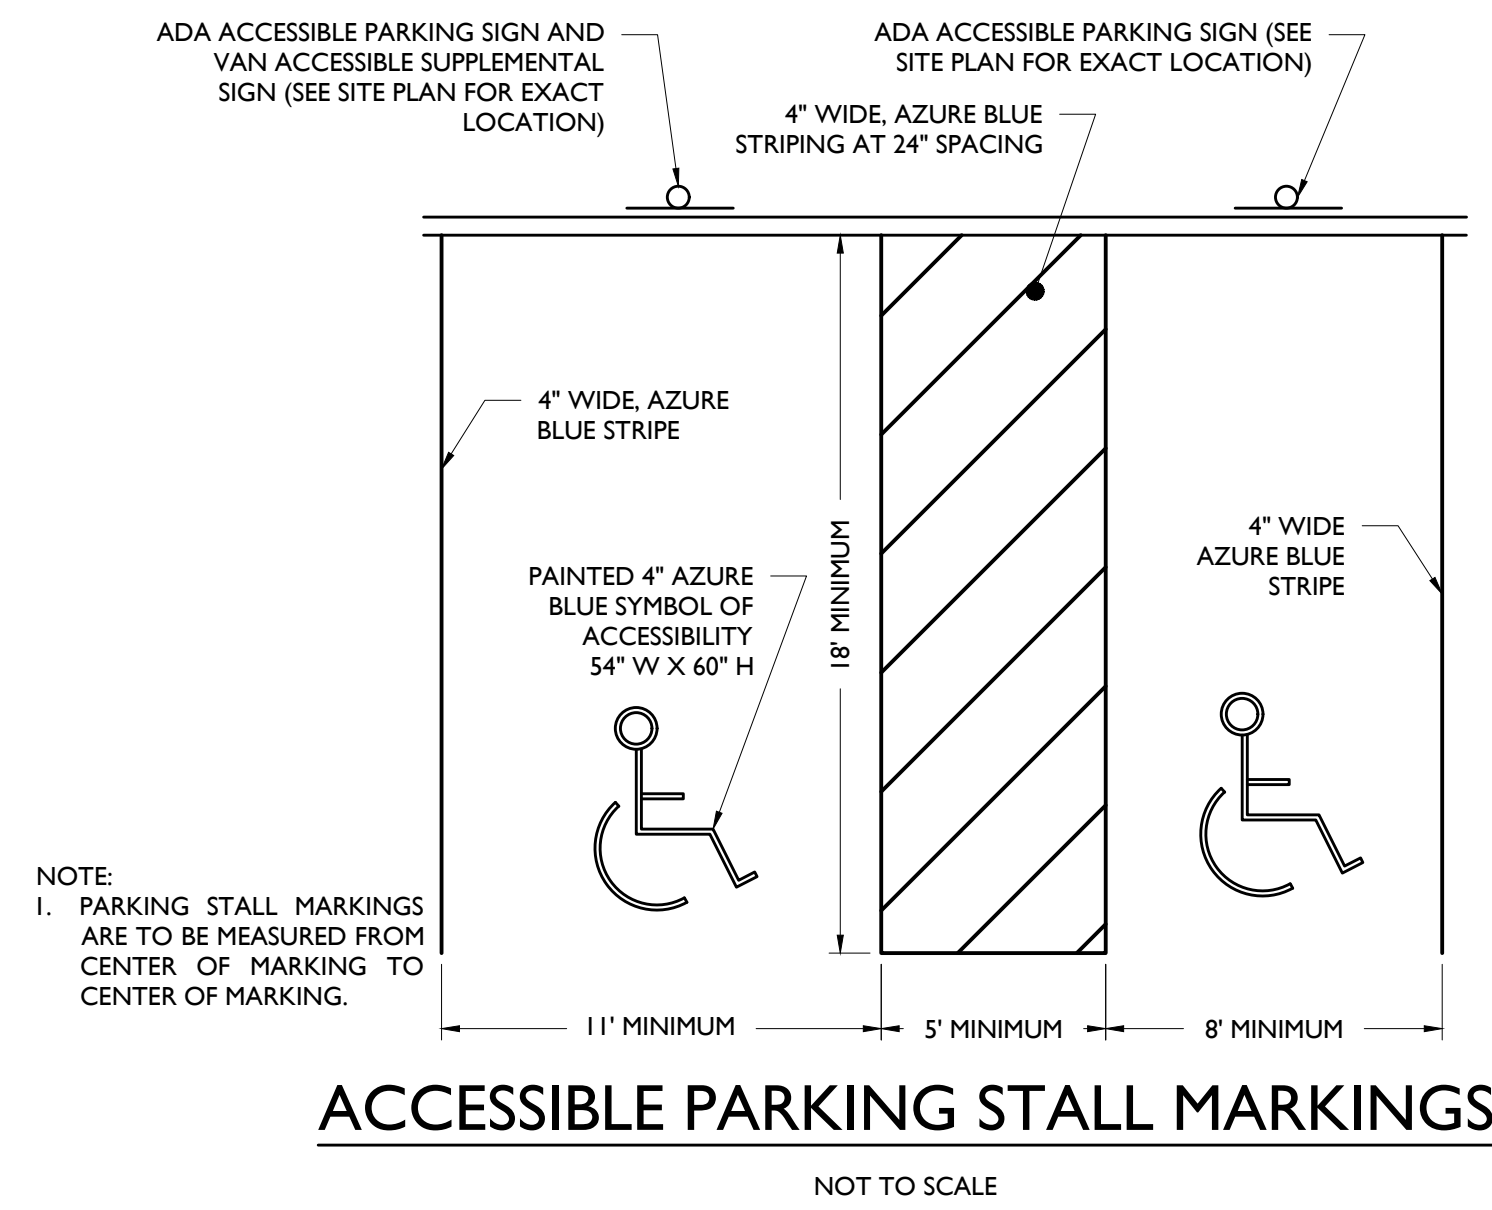 ADA ACCESSIBLE PARKING SIGN AND
VAN ACCESSIBLE SUPPLEMENTAL
SIGN (SEE SITE PLAN FOR EXACT
LOCATION)
ADA ACCESSIBLE PARKING SIGN (SEE
SITE PLAN FOR EXACT LOCATION)
4" WIDE, AZURE BLUE
STRIPING AT 24" SPACING
4" WIDE, AZURE
BLUE STRIPE
4" WIDE
AZURE BLUE
STRIPE
PAINTED 4" AZURE
BLUE SYMBOL OF
ACCESSIBILITY
54" W X 60" H
18' MINIMUM
NOTE:
1. PARKING STALL MARKINGS
ARE TO BE MEASURED FROM
CENTER OF MARKING TO
CENTER OF MARKING.
11' MINIMUM
5' MINIMUM
8' MINIMUM
ACCESSIBLE PARKING STALL MARKINGS
NOT TO SCALE